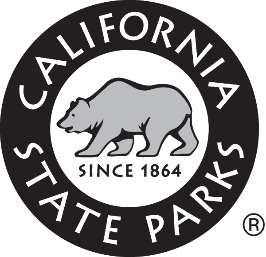 CALIFORNIA
SINCE 1864
STATE PARKS
®